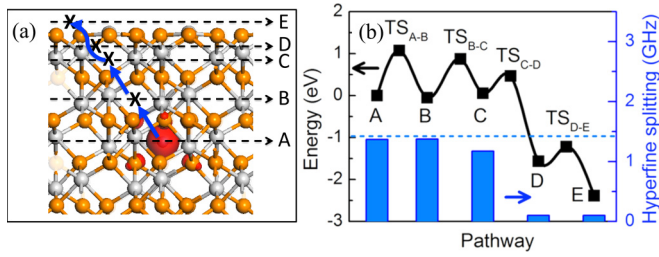 (a)
E
D
C
B
A
X
X
X
X
(b)
TS A-B
TS B-C
TS C-D
TS D-E
A
B
C
D
E
2
1
0
-1
-2
-3
Energy (eV)
3
2
1
0
Hyperfine splitting (GHz)
Pathway